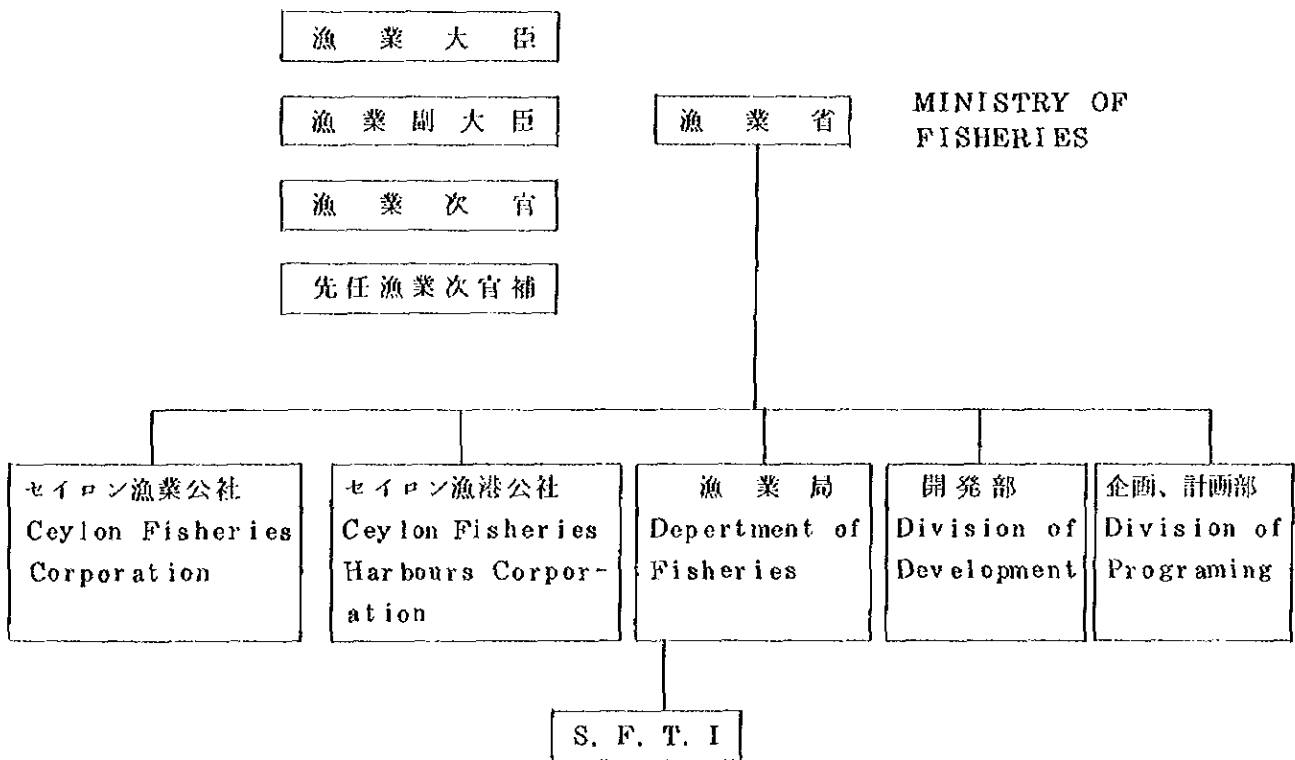 漁業大臣
漁業副大臣
漁業省
MINISTRY OF
FISHERIES
漁業次官
先任漁業次官補
セイロン漁業公社
Ceylon Fisheries
Corporation
セイロン漁港公社
Ceylon Fisheries
Harbours Corpor-
ation
漁業局
Depertment of
Fisheries
開発部
Division of
Development
企画、計画部
Division of
Programing
S. F. T. I